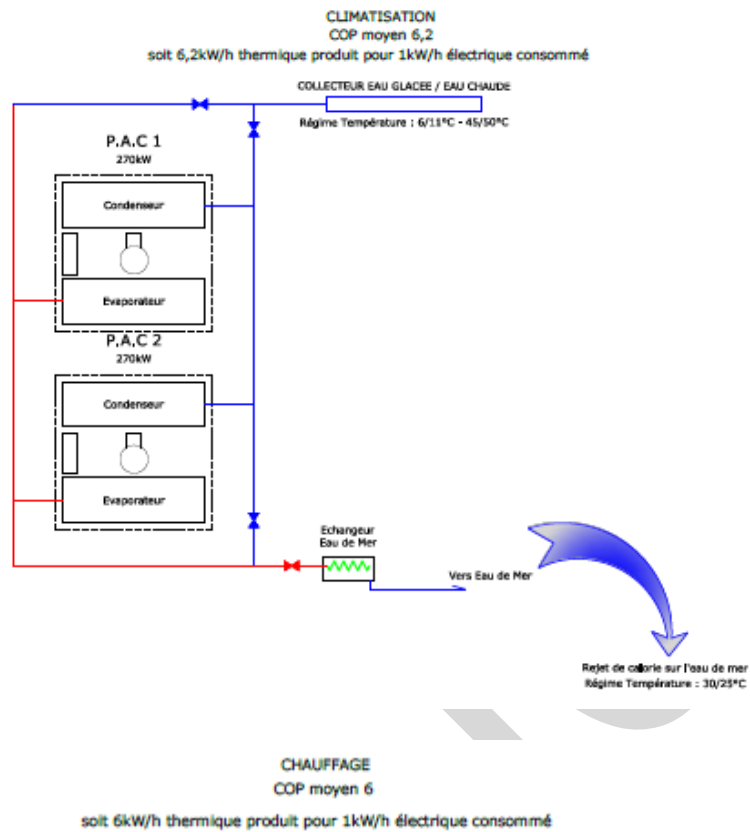 CLIMATISATION
COP moyen 6,2
soit 6,2kW/h thermique produit pour 1kW/h électrique consommé
COLLECTEUR EAU GLACEE / EAU CHAUDE
Régime Température : 6/11°C - 45/50°C
P.A.C 1
270kW
Condenseur
Evaporateur
P.A.C 2
270kW
Condenseur
Evaporateur
Echangeur
Eau de Mer
Vers Eau de Mer
Rejet de calorie sur l'eau de mer
Régime Température : 30/25°C
CHAUFFAGE
COP moyen 6
soit 6kW/h thermique produit pour 1kW/h électrique consommé